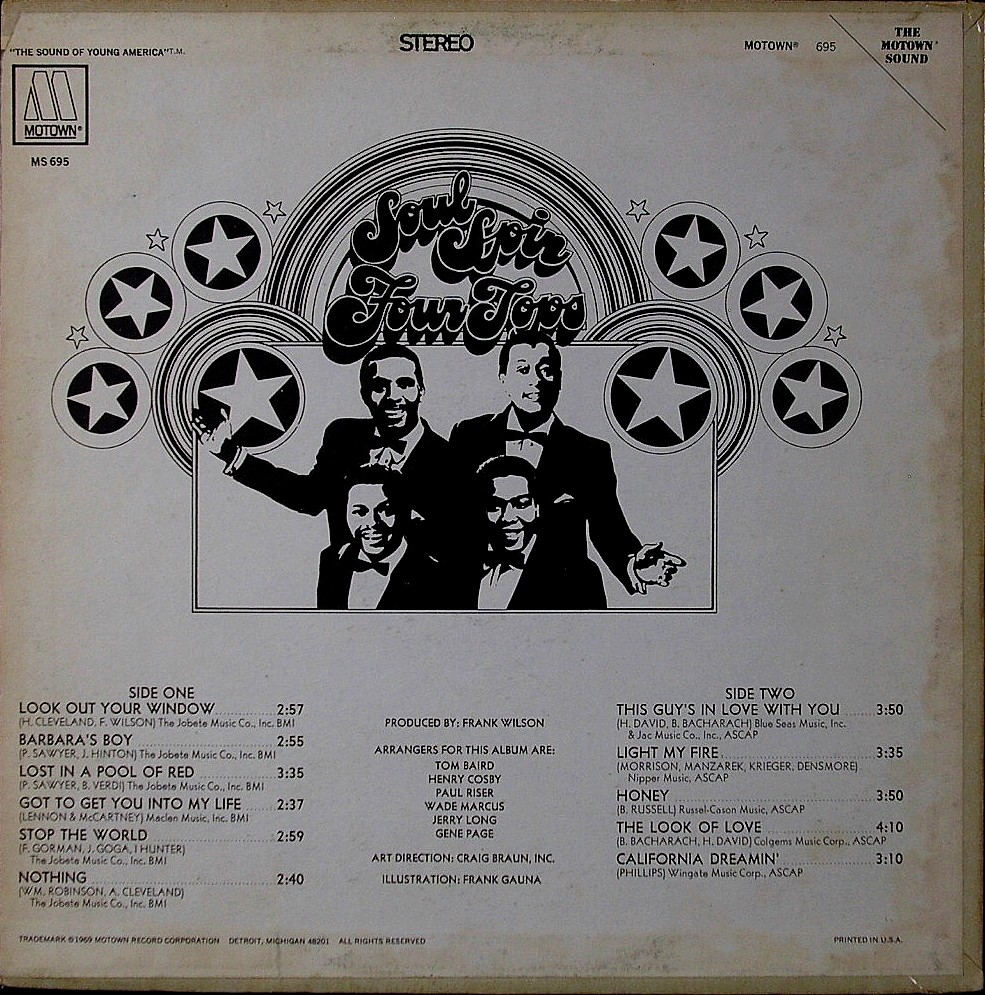 "THE SOUND OF YOUNG AMERICA"T.M.
STEREO
MOTOWN® 695
THE
MOTOWN®
SOUND
MOTOWN®
MS 695
Soul
Spin
Four Tops
SIDE ONE
LOOK OUT YOUR WINDOW 2:57
(H. CLEVELAND, F. WILSON) The Jobete Music Co., Inc. BMI
BARBARA'S BOY 2:55
(P. SAWYER, J. HINTON) The Jobete Music Co., Inc. BMI
LOST IN A POOL OF RED 3:35
(P. SAWYER, B. VERDI) The Jobete Music Co., Inc. BMI
GOT TO GET YOU INTO MY LIFE 2:37
(LENNON & McCARTNEY) Maclen Music, Inc. BMI
STOP THE WORLD 2:59
(F. GORMAN, J. GOGA, I HUNTER)
The Jobete Music Co., Inc. BMI
NOTHING 2:40
(WM. ROBINSON, A. CLEVELAND)
The Jobete Music Co., Inc. BMI
PRODUCED BY: FRANK WILSON
ARRANGERS FOR THIS ALBUM ARE:
TOM BAIRD
HENRY COSBY
PAUL RISER
WADE MARCUS
JERRY LONG
GENE PAGE
ART DIRECTION: CRAIG BRAUN, INC.
ILLUSTRATION: FRANK GAUNA
SIDE TWO
THIS GUY'S IN LOVE WITH YOU 3:50
(H. DAVID, B. BACHARACH) Blue Seas Music, Inc.
& Jac Music Co., Inc., ASCAP
LIGHT MY FIRE 3:35
(MORRISON, MANZAREK, KRIEGER, DENSMORE)
Nipper Music, ASCAP
HONEY 3:50
(B. RUSSELL) Russel-Cason Music, ASCAP
THE LOOK OF LOVE 4:10
(B. BACHARACH, H. DAVID) Colgems Music Corp., ASCAP
CALIFORNIA DREAMIN' 3:10
(PHILLIPS) Wingate Music Corp., ASCAP
TRADEMARK © 1969 MOTOWN RECORD CORPORATION DETROIT, MICHIGAN 48201 ALL RIGHTS RESERVED
PRINTED IN U.S.A.